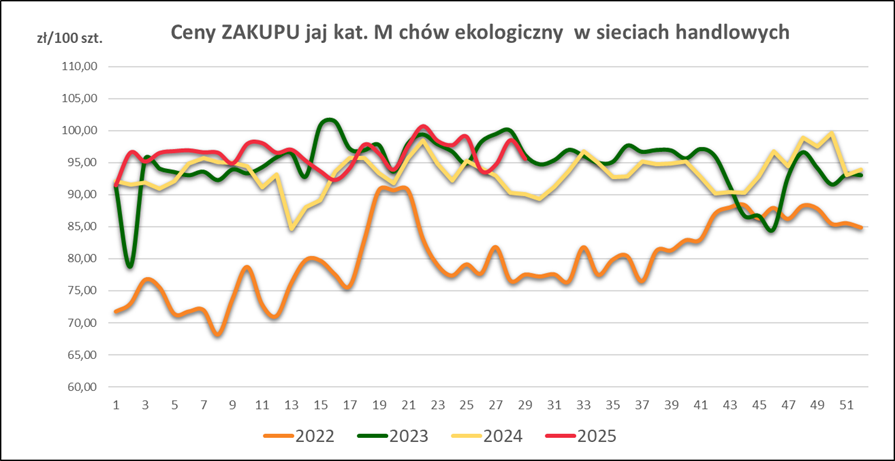 Ceny ZAKUPU jaj kat. M chów ekologiczny w sieciach handlowych
zł/100 szt.
110,00
105,00
100,00
95,00
90,00
85,00
80,00
75,00
70,00
65,00
60,00
1 3 5 7 9 11 13 15 17 19 21 23 25 27 29 31 33 35 37 39 41 43 45 47 49 51
2022 2023 2024 2025